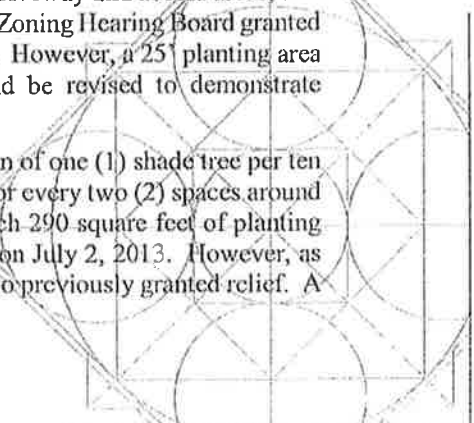 Zoning Hearing Board granted
However, a 25' planting area
d be revised to demonstrate
n of one (1) shade tree per ten
or every two (2) spaces around
ch 290 square feet of planting
on July 2, 2013. However, as
o previously granted relief. A